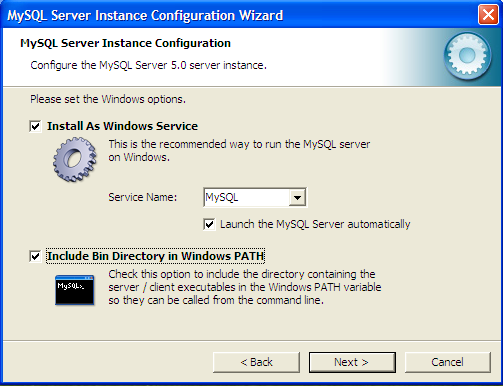 MySQL Server Instance Configuration Wizard
MySQL Server Instance Configuration
Configure the MySQL Server 5.0 server instance.
Please set the Windows options.
Install As Windows Service
This is the recommended way to run the MySQL server
on Windows.
Service Name: MySQL
Launch the MySQL Server automatically
Include Bin Directory in Windows PATH
MySQL>_
Check this option to include the directory containing the
server / client executables in the Windows PATH variable
so they can be called from the command line.
< Back Next > Cancel